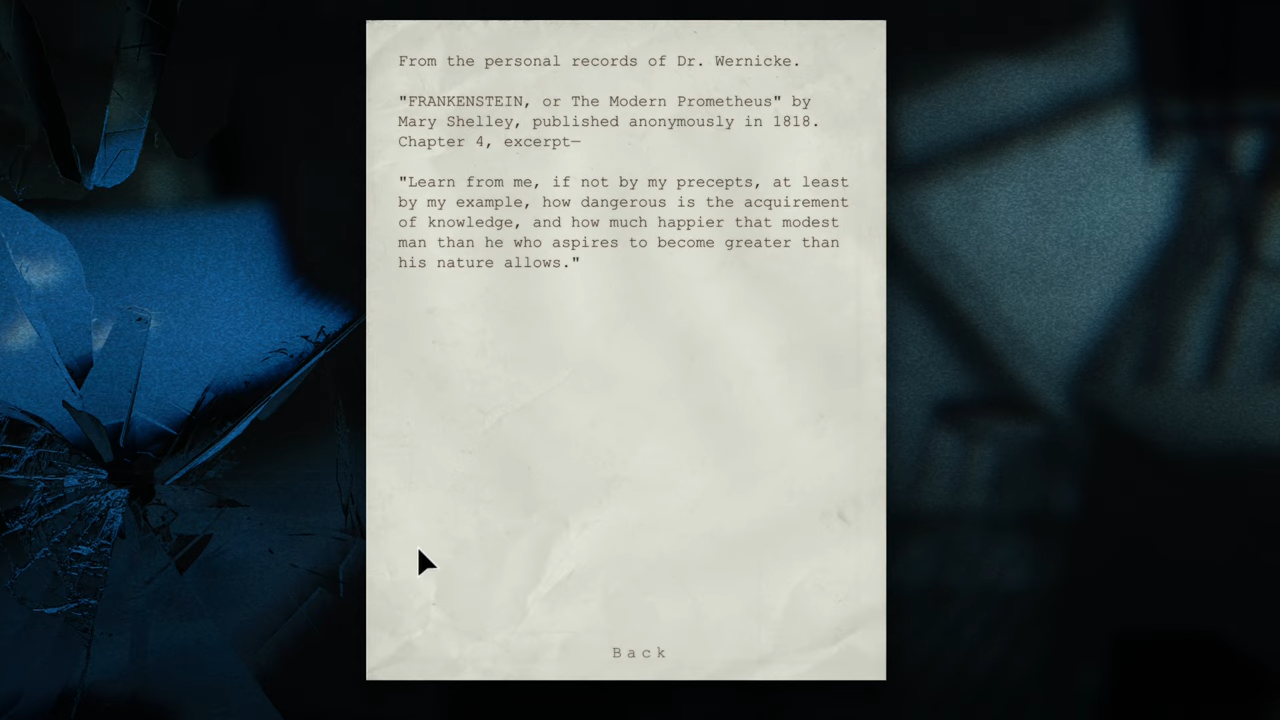 From the personal records of Dr. Wernicke.
"FRANKENSTEIN, or The Modern Prometheus" by
Mary Shelley, published anonymously in 1818.
Chapter 4, excerpt—
"Learn from me, if not by my precepts, at least
by my example, how dangerous is the acquirement
of knowledge, and how much happier that modest
man than he who aspires to become greater than
his nature allows."
Back